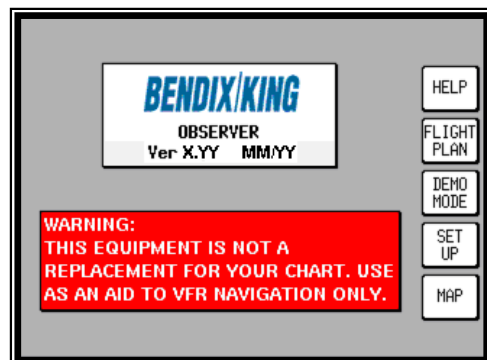 BENDIX/KING
OBSERVER
Ver X.YY MM/YY
WARNING:
THIS EQUIPMENT IS NOT A
REPLACEMENT FOR YOUR CHART. USE
AS AN AID TO VFR NAVIGATION ONLY.
HELP
FLIGHT
PLAN
DEMO
MODE
SET
UP
MAP